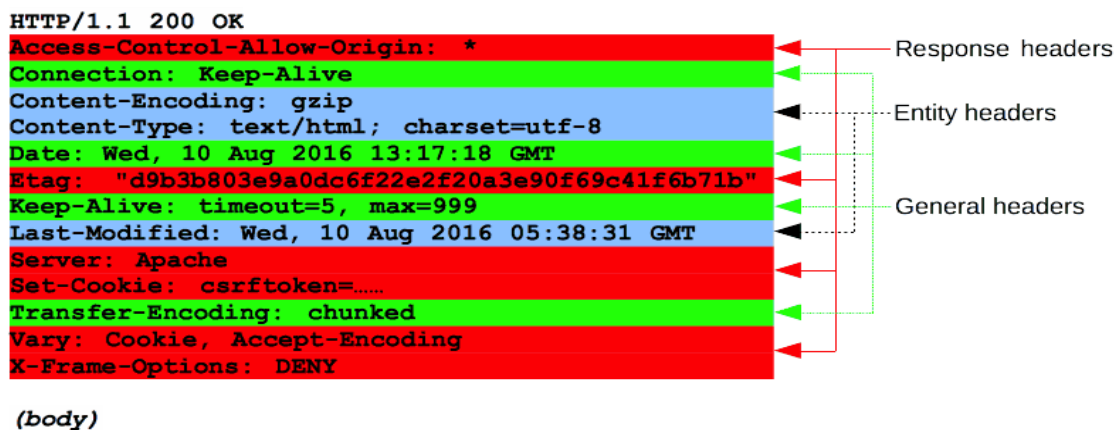 HTTP/1.1 200 OK
Access-Control-Allow-Origin: *
Connection: Keep-Alive
Content-Encoding: gzip
Content-Type: text/html; charset=utf-8
Date: Wed, 10 Aug 2016 13:17:18 GMT
Etag: "d9b3b803e9a0dc6f22e2f20a3e90f69c41f6b71b"
Keep-Alive: timeout=5, max=999
Last-Modified: Wed, 10 Aug 2016 05:38:31 GMT
Server: Apache
Set-Cookie: csrftoken=……
Transfer-Encoding: chunked
Vary: Cookie, Accept-Encoding
X-Frame-Options: DENY
(body)
Response headers
Entity headers
General headers